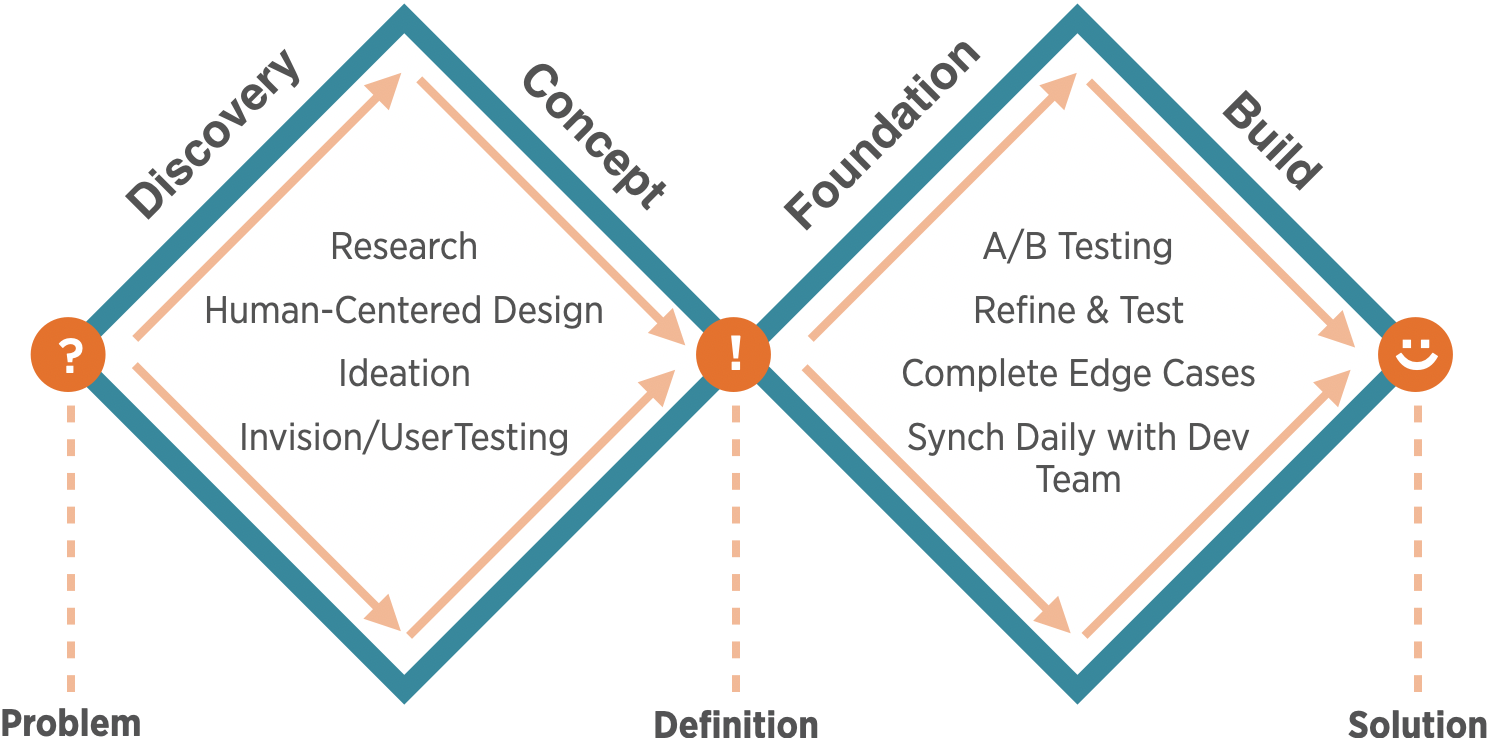 Discovery
Concept
Research
Human-Centered Design
Ideation
Invision/UserTesting
Foundation
Build
A/B Testing
Refine & Test
Complete Edge Cases
Synch Daily with Dev
Team
?
!
Problem
Definition
Solution